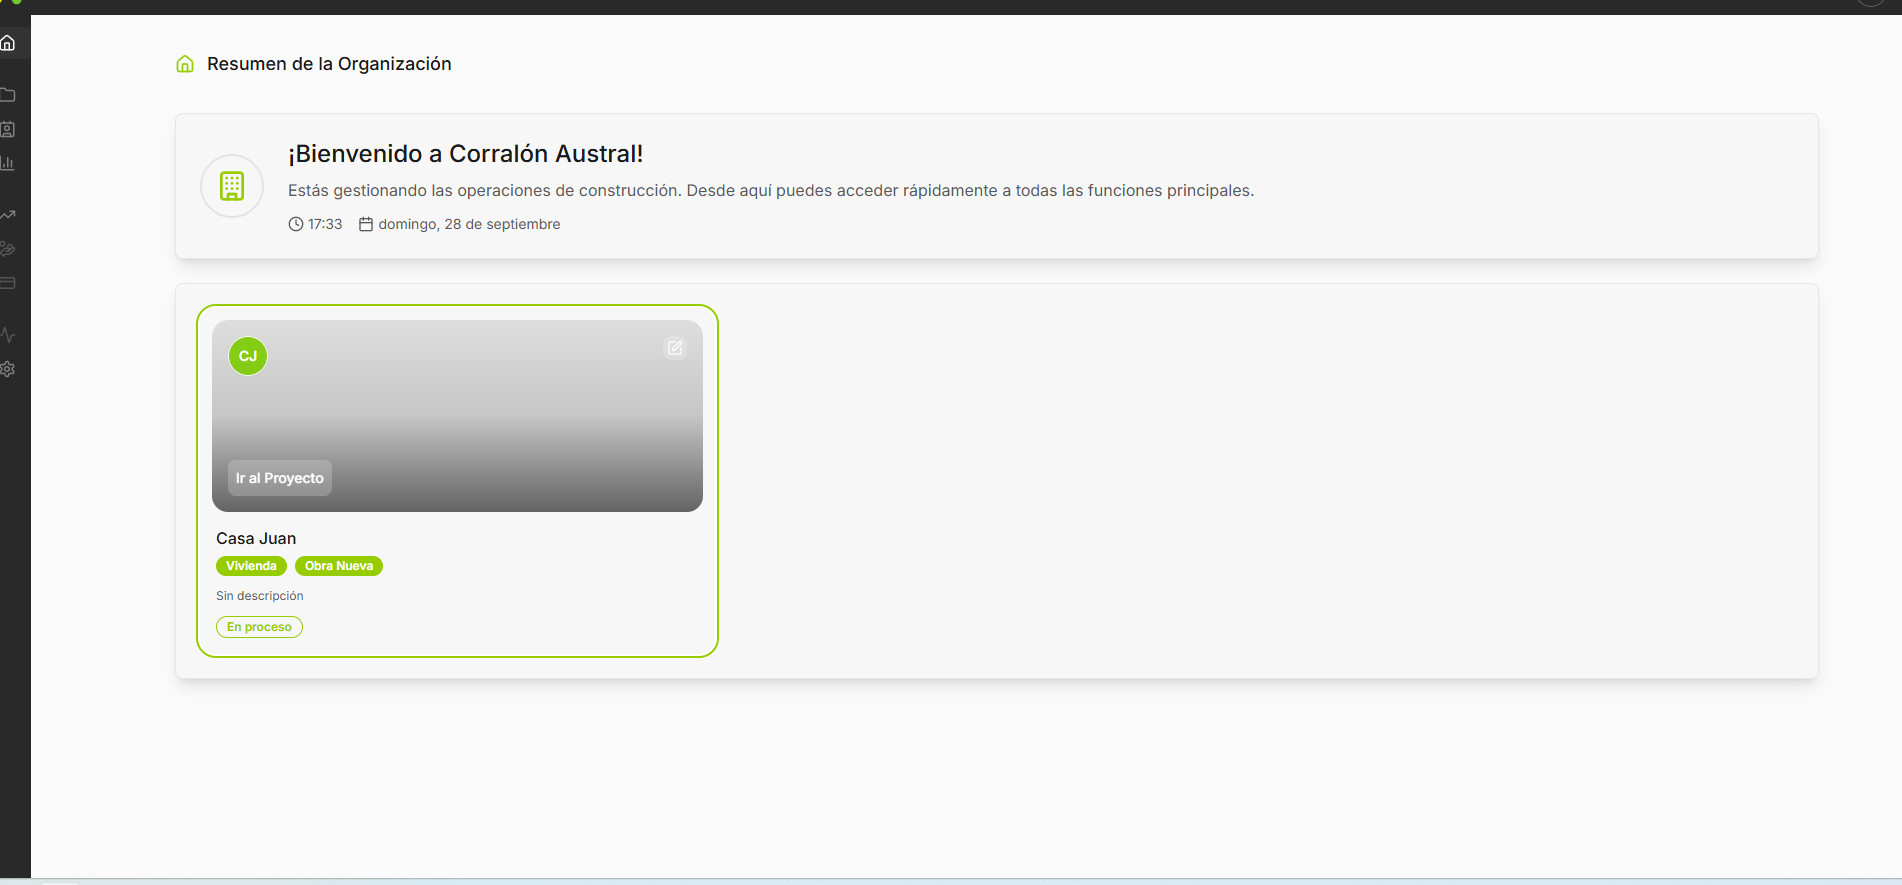 Resumen de la Organización
¡Bienvenido a Corralón Austral!
Estás gestionando las operaciones de construcción. Desde aquí puedes acceder rápidamente a todas las funciones principales.
17:33 domingo, 28 de septiembre
CJ
Ir al Proyecto
Casa Juan
Vivienda Obra Nueva
Sin descripción
En proceso